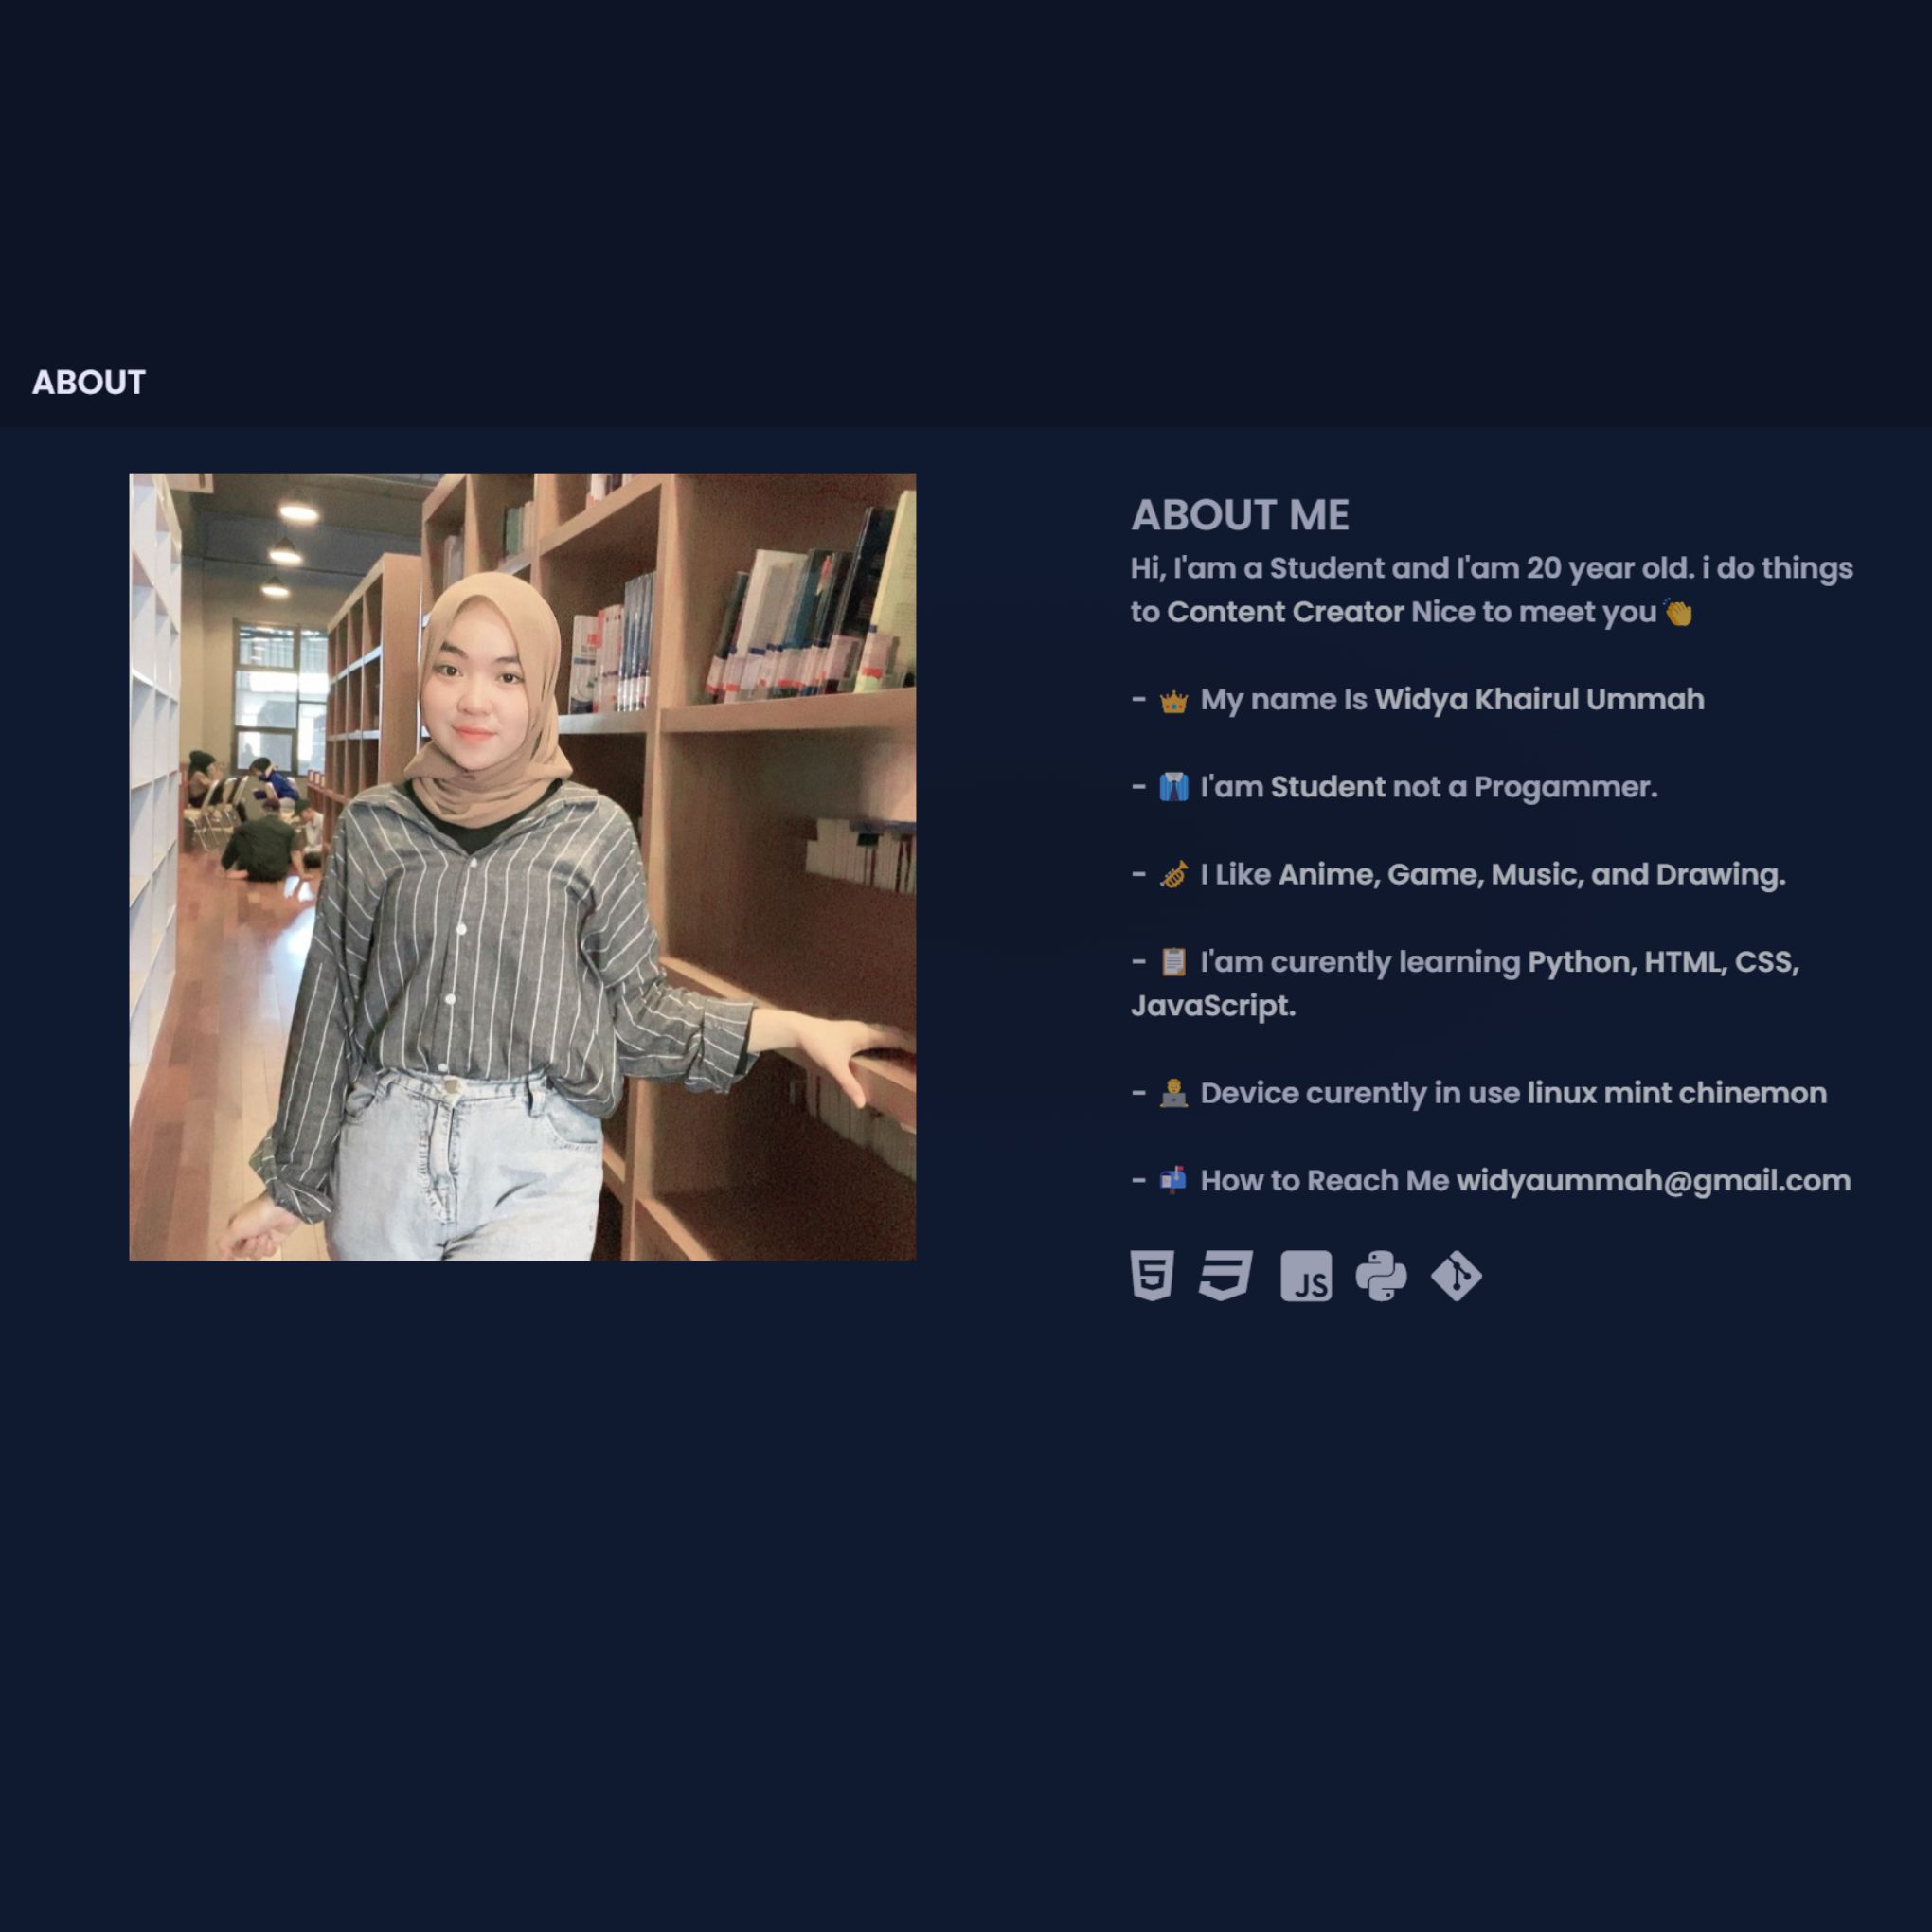 ABOUT
ABOUT ME
Hi, I'am a Student and I'am 20 year old. i do things
to Content Creator Nice to meet you 👏
- 👑 My name Is Widya Khairul Ummah
- 👔 I'am Student not a Progammer.
- 🎺 I Like Anime, Game, Music, and Drawing.
- 📋 I'am curently learning Python, HTML, CSS,
JavaScript.
- 🧑‍💻 Device curently in use linux mint chinemon
- 📬 How to Reach Me widyaummah@gmail.com
JS